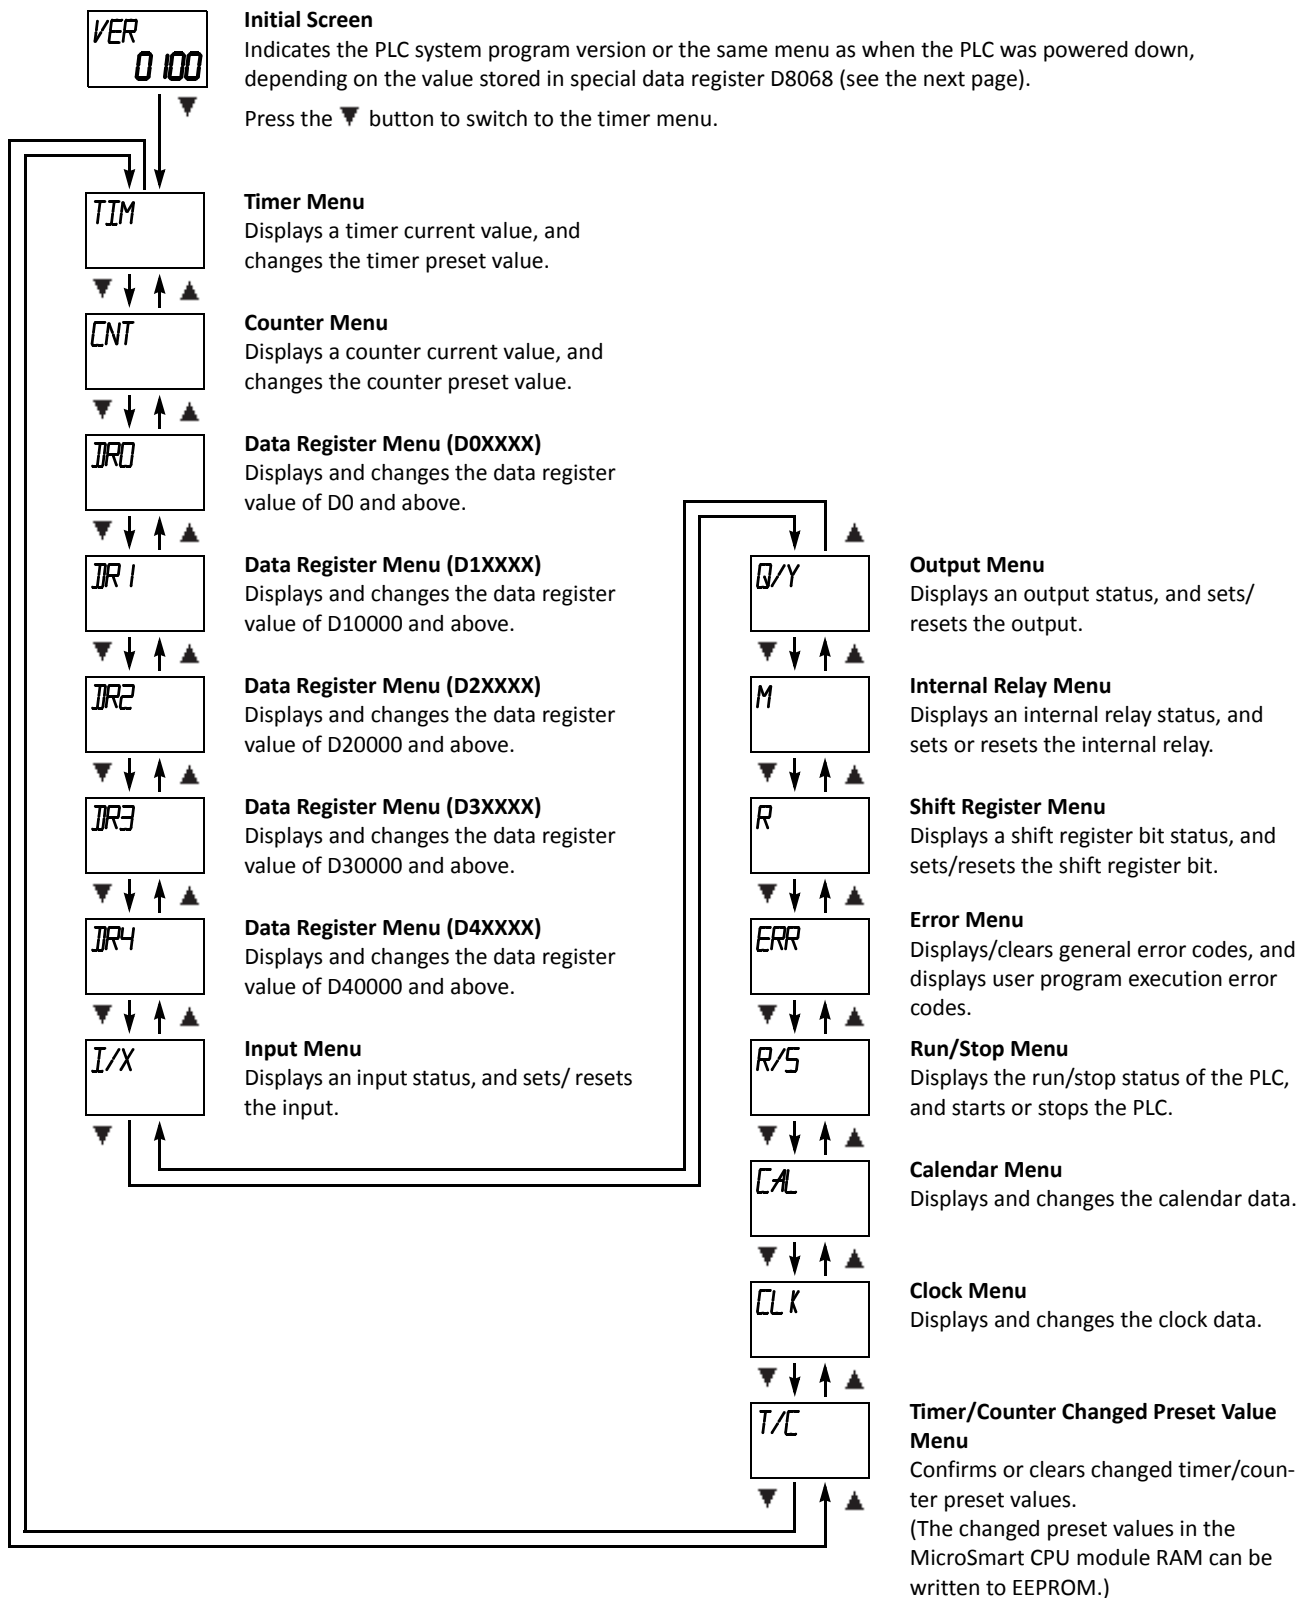 VER
0100
Initial Screen
Indicates the PLC system program version or the same menu as when the PLC was powered down,
depending on the value stored in special data register D8068 (see the next page).
Press the ▼ button to switch to the timer menu.
▼
TIM
Timer Menu
Displays a timer current value, and
changes the timer preset value.
▼ ▲
CNT
Counter Menu
Displays a counter current value, and
changes the counter preset value.
▼ ▲
DR0
Data Register Menu (D0XXXX)
Displays and changes the data register
value of D0 and above.
▼ ▲
DR1
Data Register Menu (D1XXXX)
Displays and changes the data register
value of D10000 and above.
▼ ▲
DR2
Data Register Menu (D2XXXX)
Displays and changes the data register
value of D20000 and above.
▼ ▲
DR3
Data Register Menu (D3XXXX)
Displays and changes the data register
value of D30000 and above.
▼ ▲
DR4
Data Register Menu (D4XXXX)
Displays and changes the data register
value of D40000 and above.
▼ ▲
I/X
Input Menu
Displays an input status, and sets/ resets
the input.
▼
▲
Q/Y
Output Menu
Displays an output status, and sets/
resets the output.
▼ ▲
M
Internal Relay Menu
Displays an internal relay status, and
sets or resets the internal relay.
▼ ▲
R
Shift Register Menu
Displays a shift register bit status, and
sets/resets the shift register bit.
▼ ▲
ERR
Error Menu
Displays/clears general error codes, and
displays user program execution error
codes.
▼ ▲
R/S
Run/Stop Menu
Displays the run/stop status of the PLC,
and starts or stops the PLC.
▼ ▲
CAL
Calendar Menu
Displays and changes the calendar data.
▼ ▲
CLK
Clock Menu
Displays and changes the clock data.
▼ ▲
T/C
Timer/Counter Changed Preset Value
Menu
Confirms or clears changed timer/coun-
ter preset values.
(The changed preset values in the
MicroSmart CPU module RAM can be
written to EEPROM.)
▼ ▲